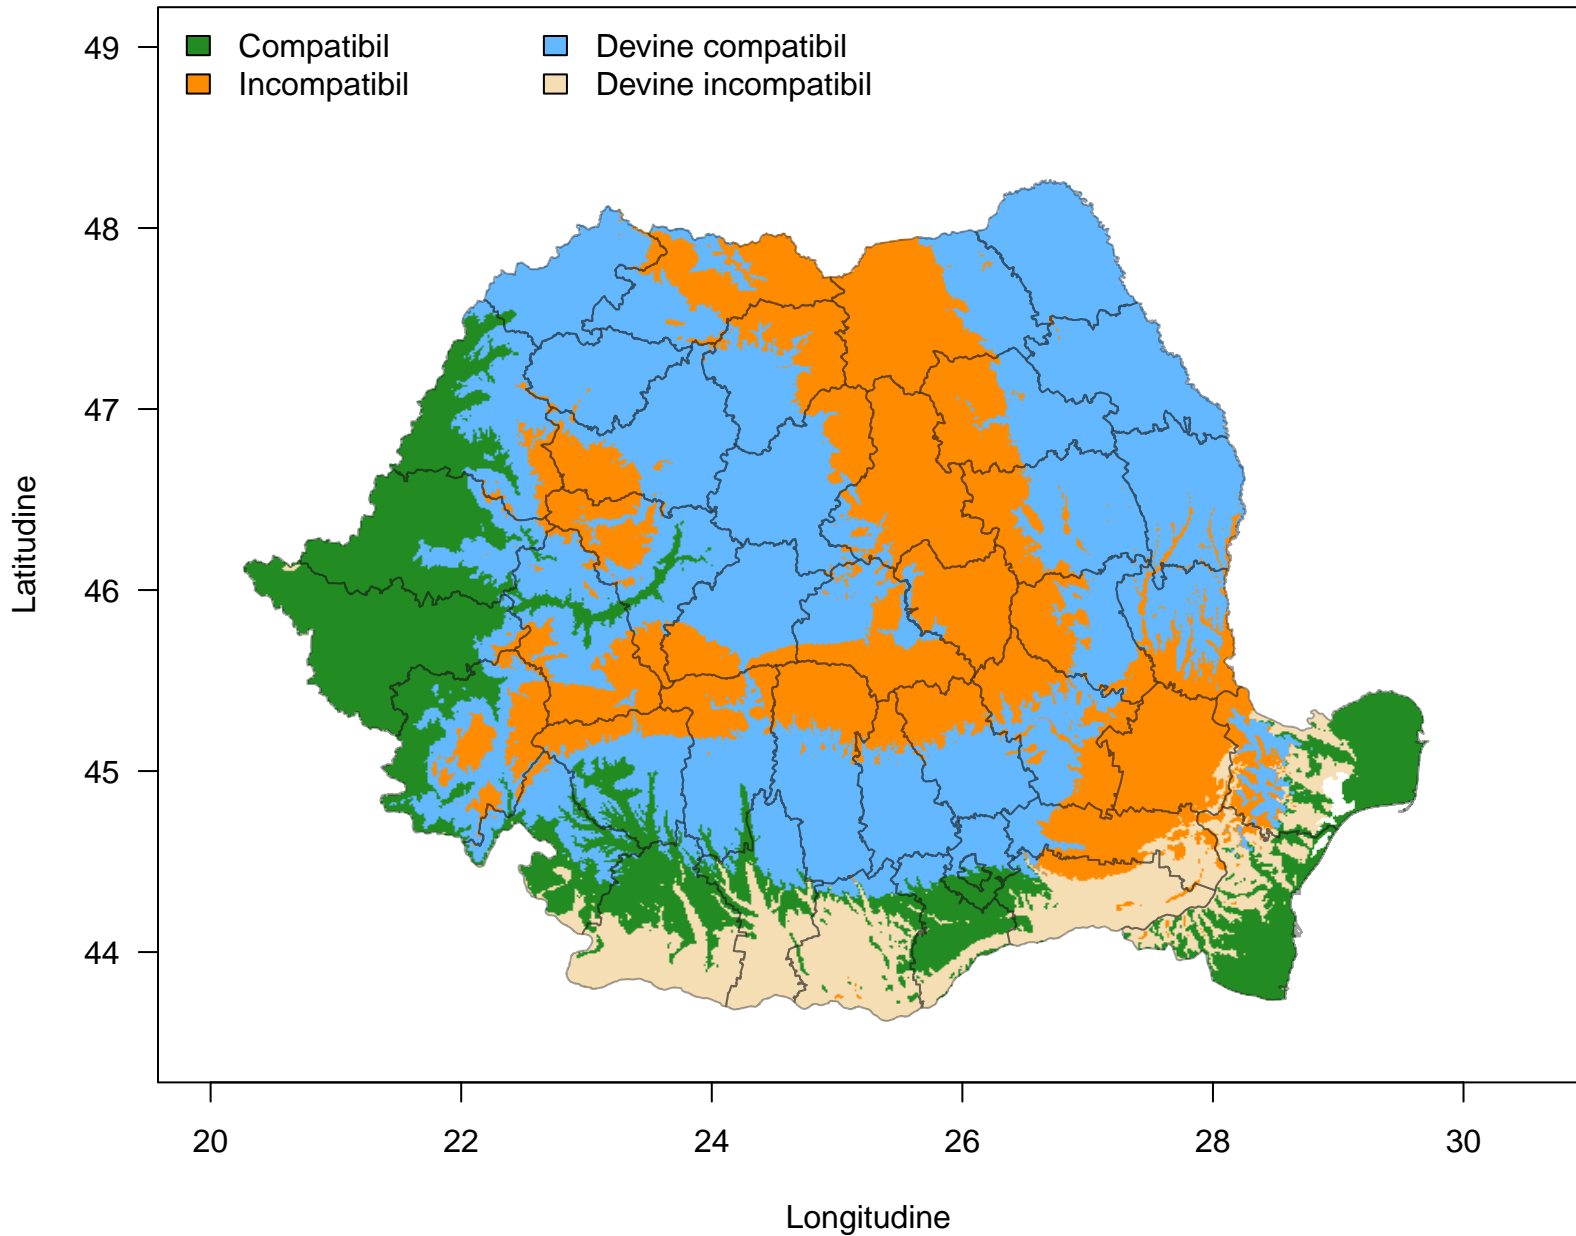 Compatibil
Devine compatibil
Incompatibil
Devine incompatibil
49
48
47
46
45
44
Latitudine
20 22 24 26 28 30
Longitudine